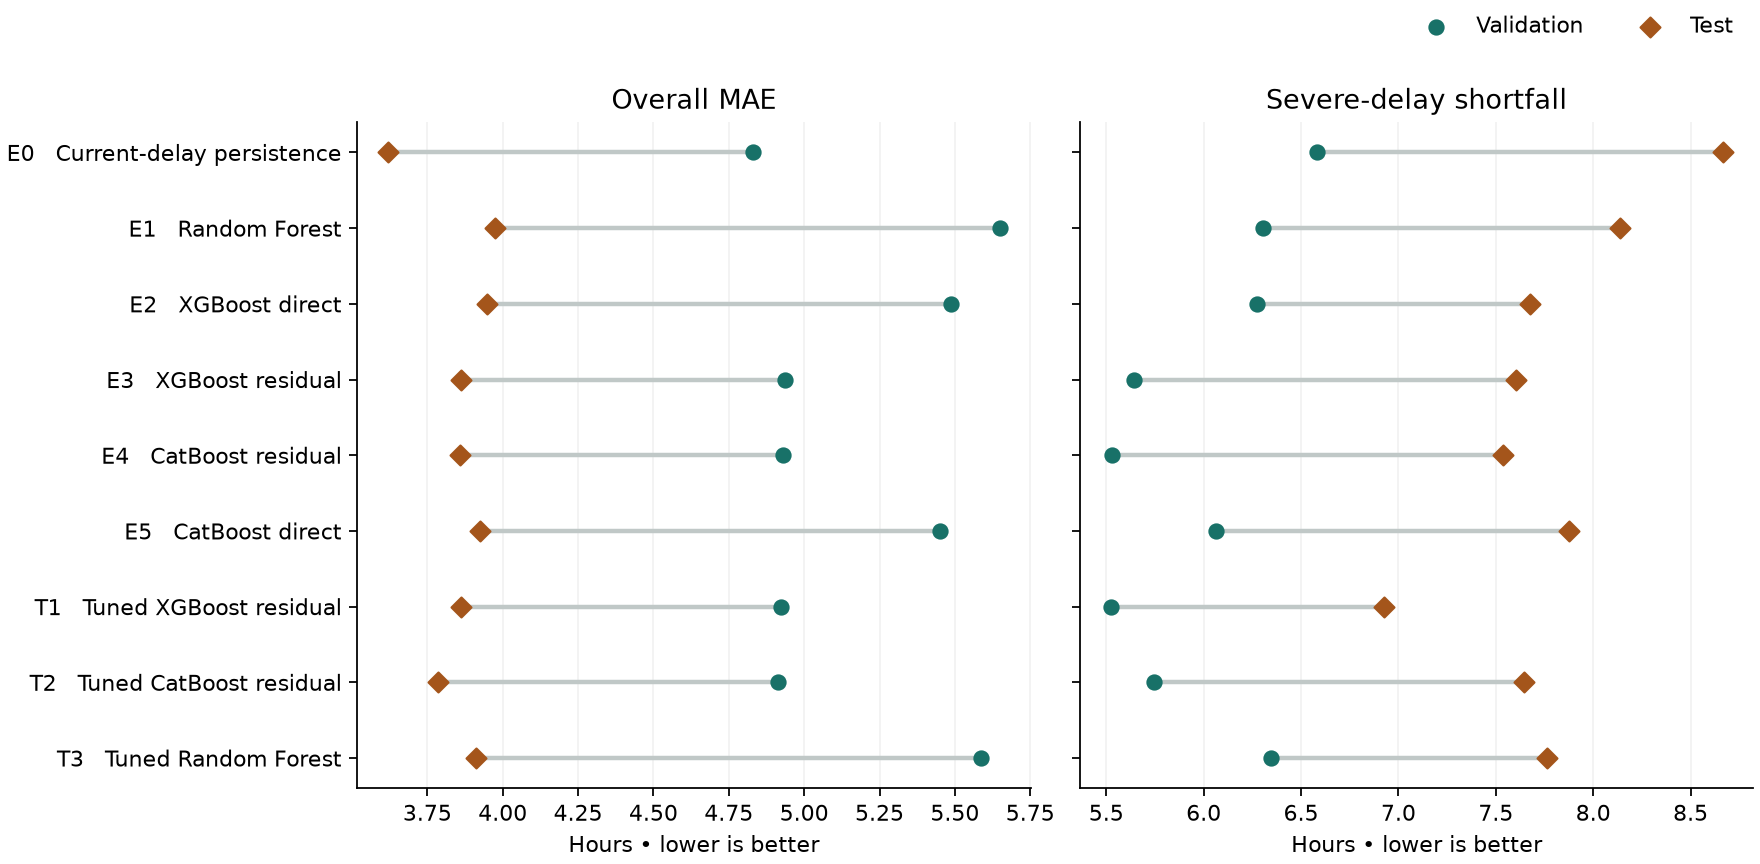 Validation Test
Overall MAE
Severe-delay shortfall
E0 Current-delay persistence
E1 Random Forest
E2 XGBoost direct
E3 XGBoost residual
E4 CatBoost residual
E5 CatBoost direct
T1 Tuned XGBoost residual
T2 Tuned CatBoost residual
T3 Tuned Random Forest
3.75 4.00 4.25 4.50 4.75 5.00 5.25 5.50 5.75
5.5 6.0 6.5 7.0 7.5 8.0 8.5
Hours • lower is better
Hours • lower is better